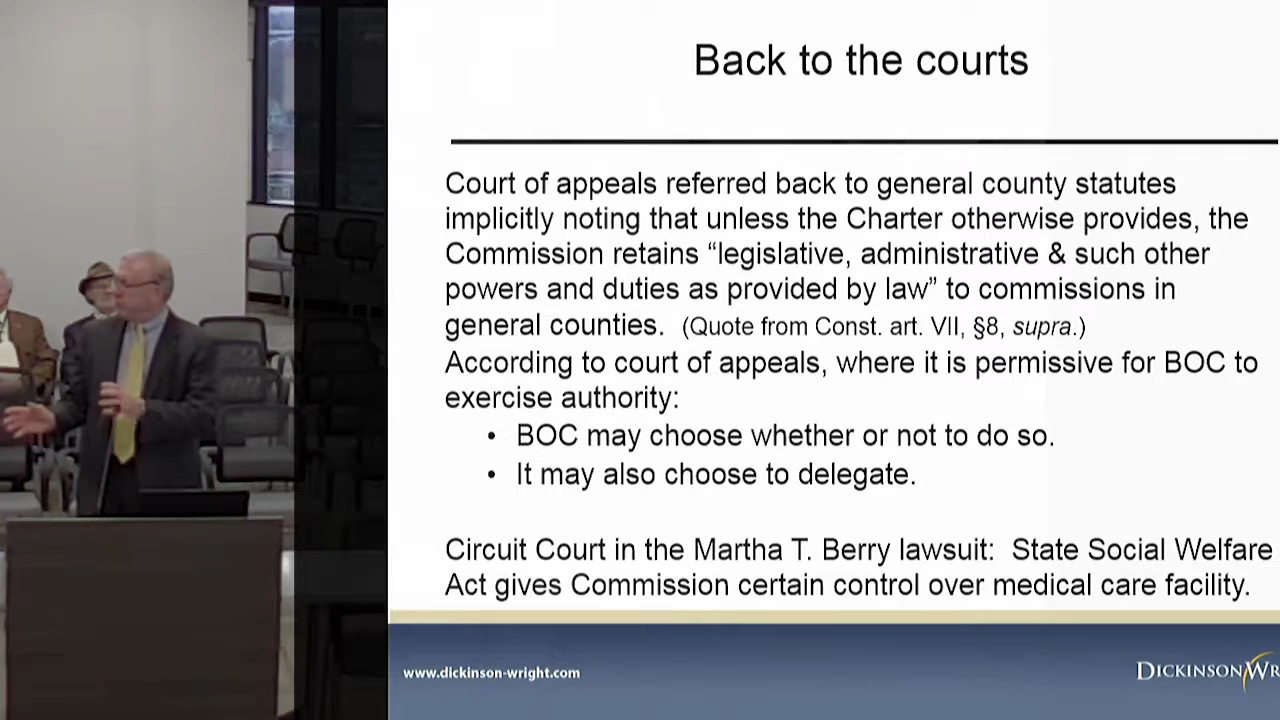 Back to the courts
Court of appeals referred back to general county statutes
implicitly noting that unless the Charter otherwise provides, the
Commission retains “legislative, administrative & such other
powers and duties as provided by law” to commissions in
general counties. (Quote from Const. art. VII, §8, supra.)
According to court of appeals, where it is permissive for BOC to
exercise authority:
• BOC may choose whether or not to do so.
• It may also choose to delegate.
Circuit Court in the Martha T. Berry lawsuit: State Social Welfare
Act gives Commission certain control over medical care facility.
www.dickinson-wright.com
DICKINSONWR